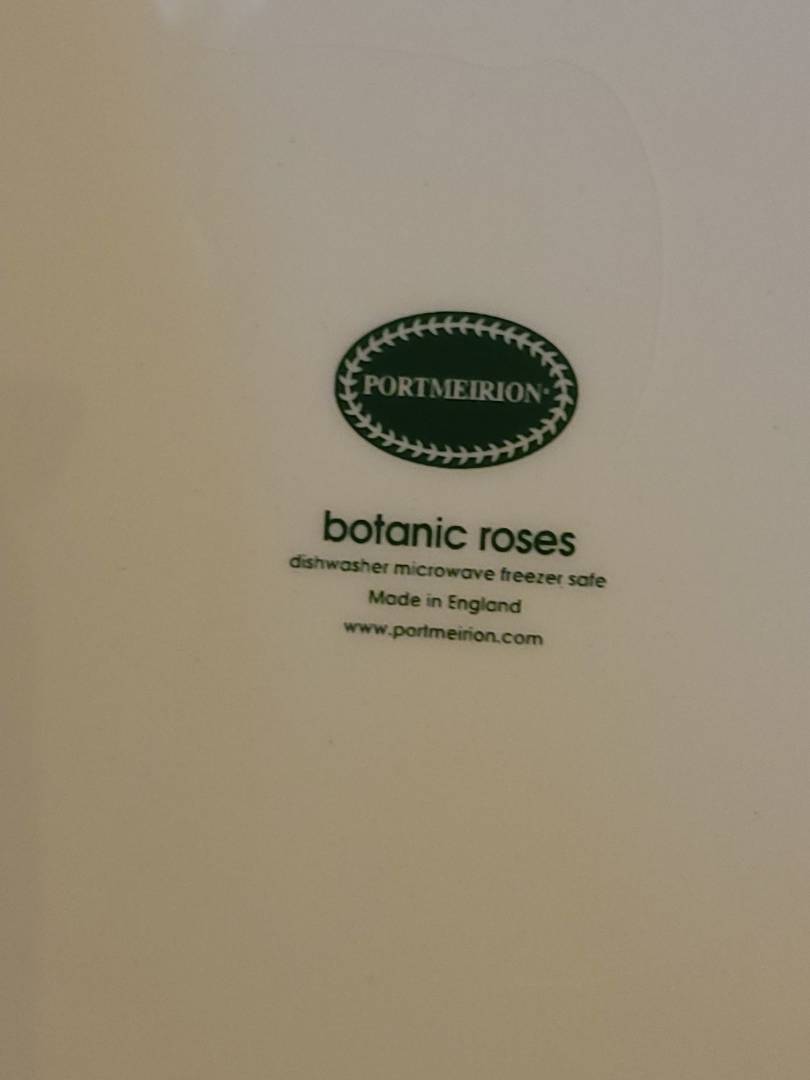 PORTMEIRION®
botanic roses
dishwasher microwave freezer safe
Made in England
www.portmeirion.com